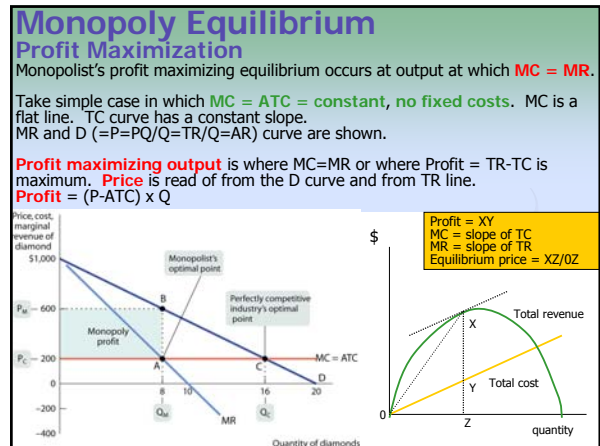 Monopoly Equilibrium
Profit Maximization
Monopolist's profit maximizing equilibrium occurs at output at which MC = MR.
Take simple case in which MC = ATC = constant, no fixed costs. MC is a
flat line. TC curve has a constant slope.
MR and D (=P=PQ/Q=TR/Q=AR) curve are shown.
Profit maximizing output is where MC=MR or where Profit = TR-TC is
maximum. Price is read of from the D curve and from TR line.
Profit = (P-ATC) x Q
Price, cost,
marginal
revenue of
diamond
$1,000
Monopolist's
optimal point
Perfectly competitive
industry's optimal
point
B
PM 600
Monopoly
profit
PC 200
A
C
MC = ATC
D
0
8
10
16
20
QM
QC
MR
−200
−400
Quantity of diamonds
Profit = XY
MC = slope of TC
MR = slope of TR
Equilibrium price = XZ/0Z
$
X
Total revenue
Y
Total cost
0
Z
quantity